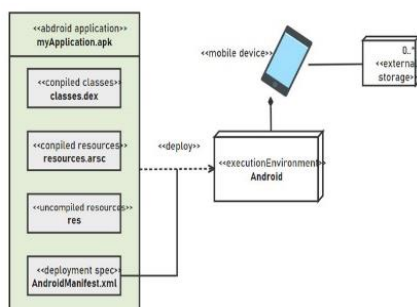 <<abdroid application>>
myApplication.apk
<<conpiled classes>>
classes.dex
<<conpiled resources>>
resources.arsc
<<uncompiled resources>
res
<<deployment spec>>
AndroidManifest.xml
<<deploy>>
<<mobile device>>
0..*
<<externa
storage>
<<executionEnvironment>
Android